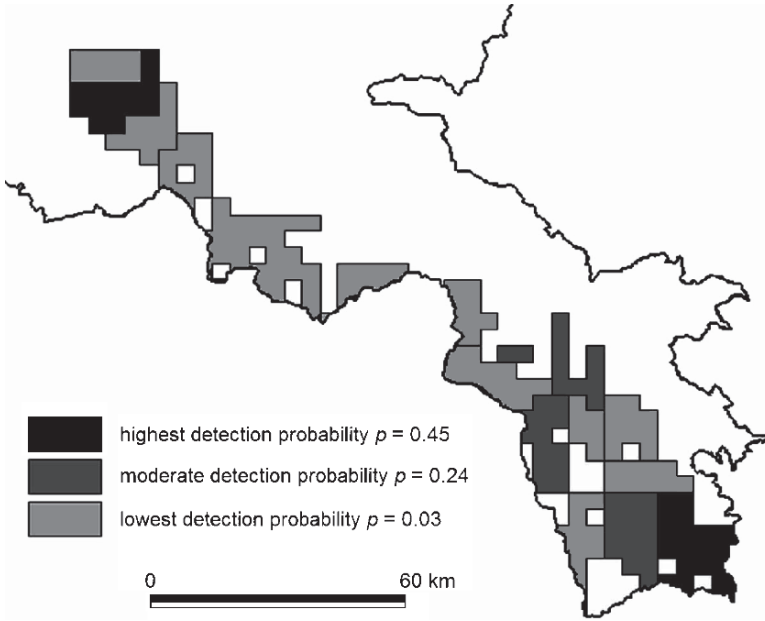 highest detection probability p = 0.45
moderate detection probability p = 0.24
lowest detection probability p = 0.03
0 60 km